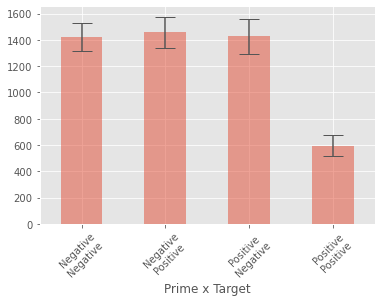 1600
1400
1200
1000
800
600
400
200
0
Negative
Negative
Negative
Positive
Positive
Negative
Positive
Positive
Prime x Target